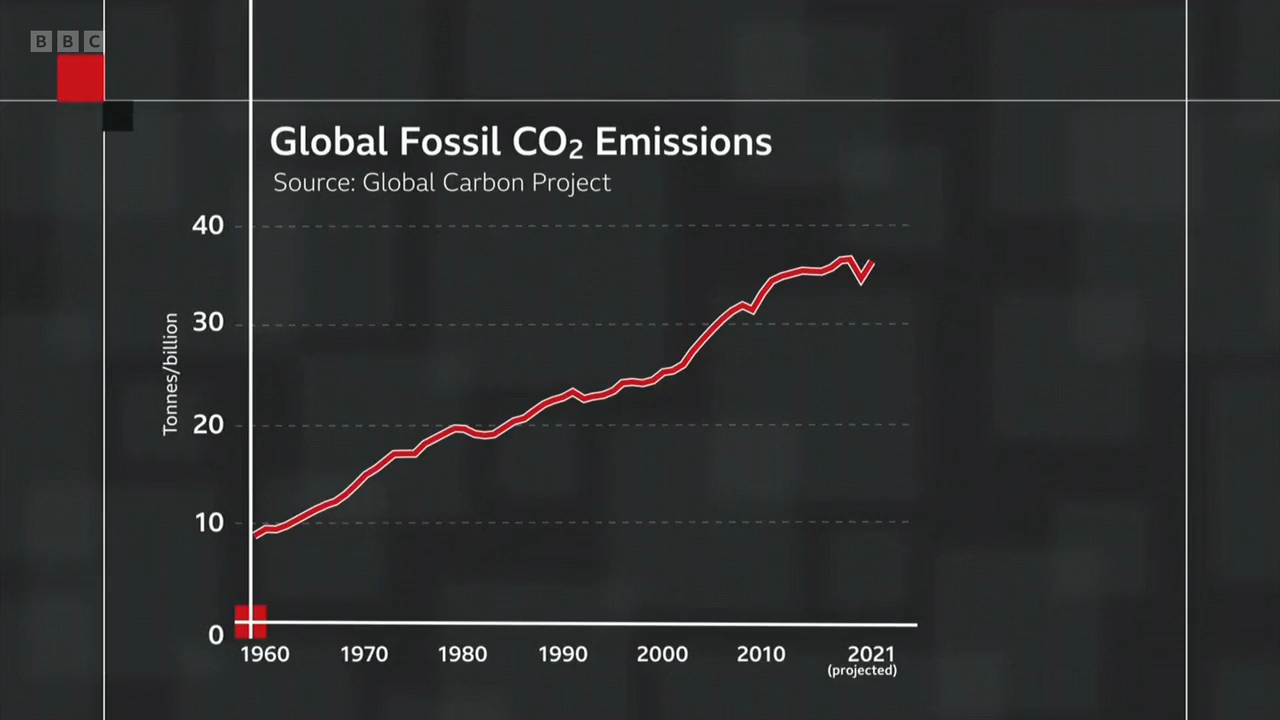 BBC
Global Fossil CO₂ Emissions
Source: Global Carbon Project
40
30
20
10
0
Tonnes/billion
1960 1970 1980 1990 2000 2010 2021
(projected)